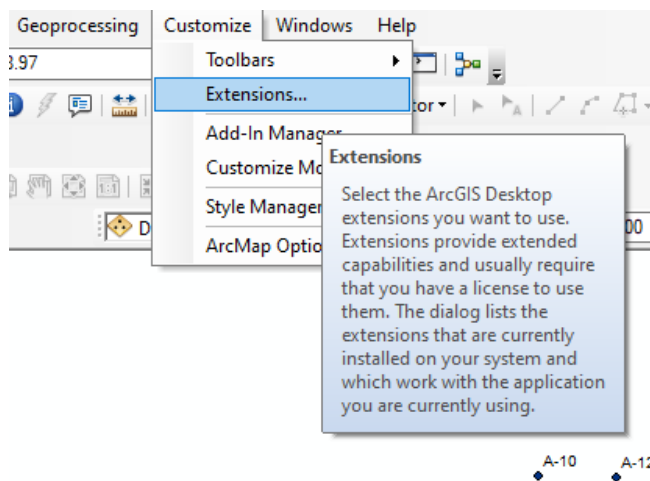 Geoprocessing Customize Windows Help
3.97
Toolbars
Extensions...
tor
Add-In Manager
Extensions
Customize Mo
Select the ArcGIS Desktop
Style Manager
extensions you want to use.
D
00
Extensions provide extended
ArcMap Optio
capabilities and usually require
that you have a license to use
them. The dialog lists the
extensions that are currently
installed on your system and
which work with the application
you are currently using.
A-10 A-12